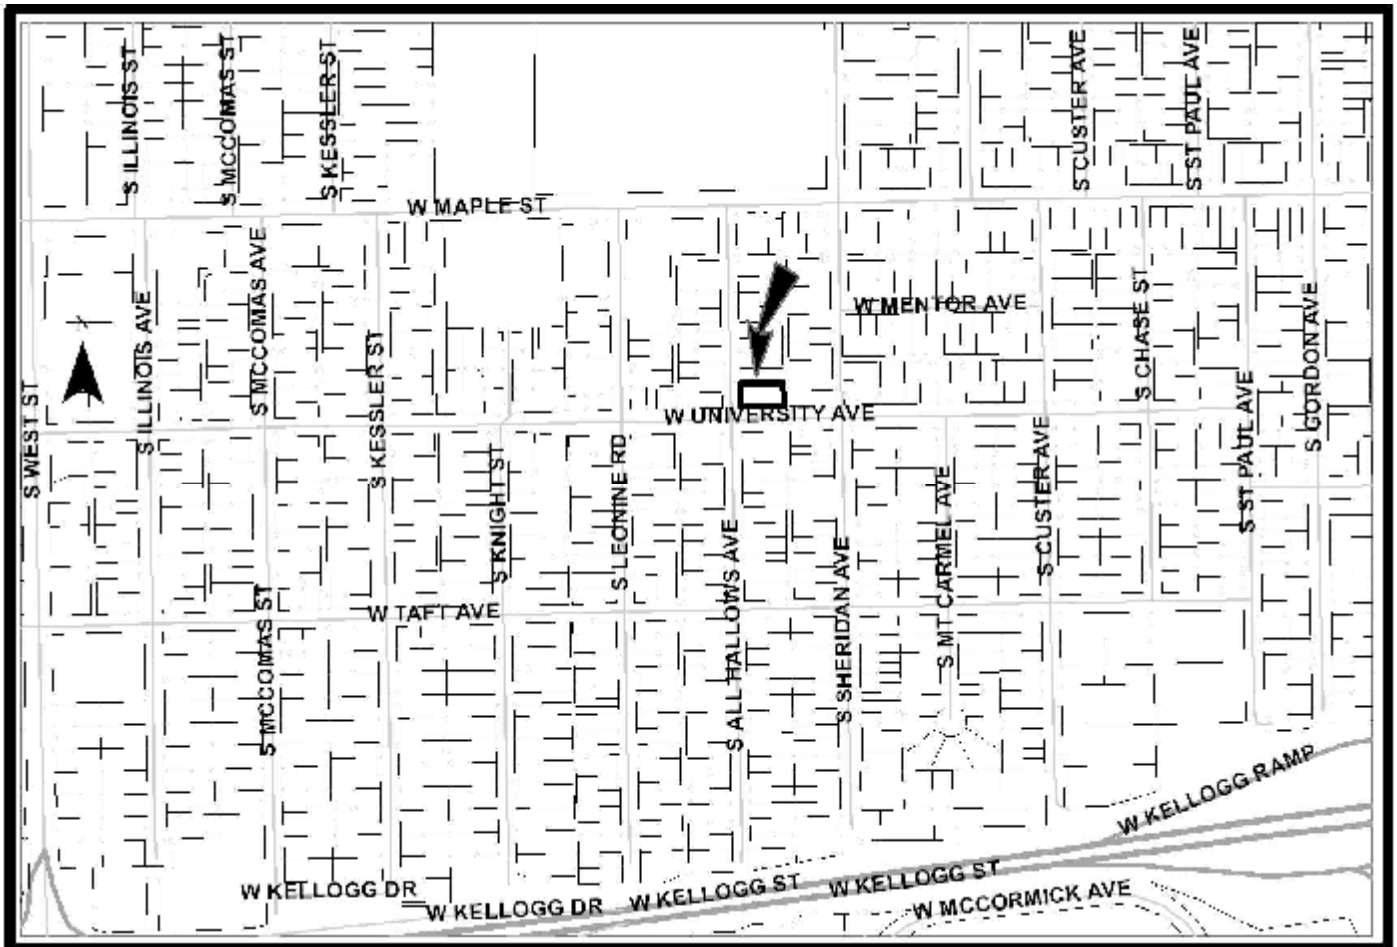 S ILLINOIS ST
S MCCOMAS ST
S KESSLER ST
S CUSTER AVE
S ST PAUL AVE
W MAPLE ST
S MCCOMAS AVE
S ILLINOIS AVE
S KESSLER ST
W MENTOR AVE
S CHASE ST
S GORDON AVE
S WEST ST
W UNIVERSITY AVE
S ST PAUL AVE
S KNIGHT ST
S LEONINE RD
S CUSTER AVE
S MT CARMEL AVE
S ALL HALLOWS AVE
S SHERIDAN AVE
W TAFT AVE
S MCCOMAS ST
W KELLOGG RAMP
W KELLOGG DR
W KELLOGG DR
W KELLOGG ST
W KELLOGG ST
W MCCORMICK AVE